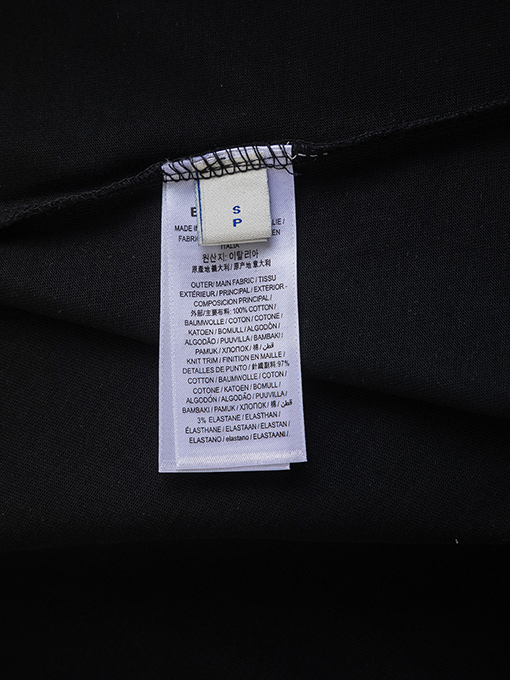 S
P
MADE IN
ITALIA
원산지: 이탈리아
原產地 義大利 / 原产地 意大利
OUTER/ MAIN FABRIC / TISSU
EXTÉRIEUR / PRINCIPAL / EXTERIOR -
COMPOSICION PRINCIPAL /
外部/主要布料: 100% COTTON /
BAUMWOLLE / COTON / COTONE /
KATOEN / BOMULL / ALGODÓN /
ALGODÃO / PUUVILLA / BAMBAKI /
PAMUK / ХЛОПОК / 棉 / قطن /
KNIT TRIM / FINITION EN MAILLE /
DETALLES DE PUNTO / 針織副料: 97%
COTTON / BAUMWOLLE / COTON /
COTONE / KATOEN / BOMULL /
ALGODÓN / ALGODÃO / PUUVILLA /
BAMBAKI / PAMUK / ХЛОПОК / 棉 / قطن /
3% ELASTANE / ELASTHAN /
ÉLASTHANE / ELASTAAN / ELASTAN /
ELASTANO / elastano / ELASTAANI /